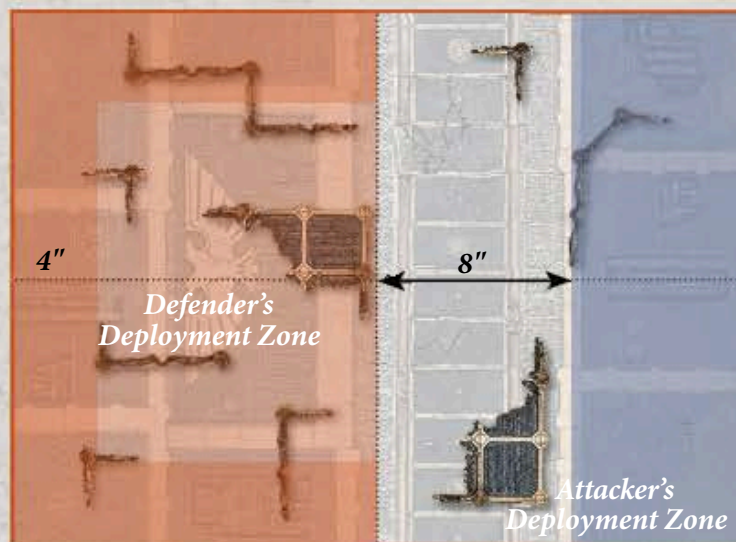 4"
8"
Defender's
Deployment Zone
Attacker's
Deployment Zone